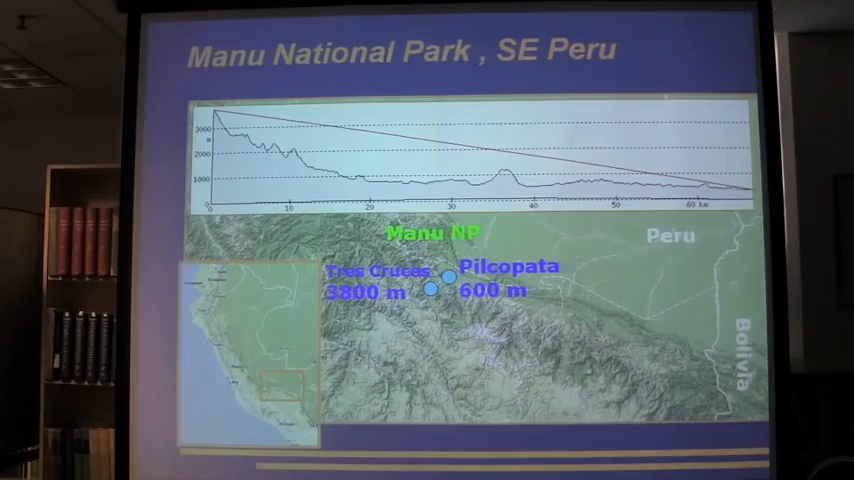 Manu National Park , SE Peru
3000
m
2000
1000
0
0
10
20
30
40
50
60 km
Manu NP
Peru
Tres Cruces
3800 m
Pilcopata
600 m
Bolivia